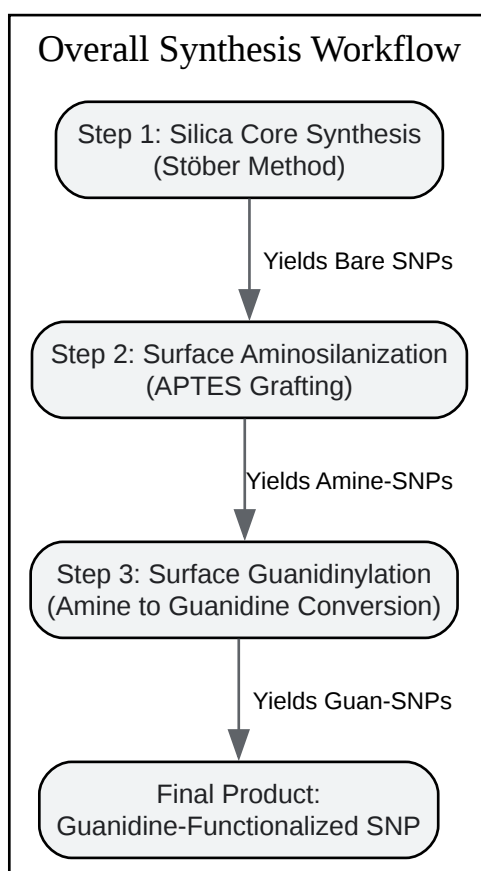 Overall Synthesis Workflow
Step 1: Silica Core Synthesis
(Stöber Method)
Yields Bare SNPs
Step 2: Surface Aminosilanization
(APTES Grafting)
Yields Amine-SNPs
Step 3: Surface Guanidinylation
(Amine to Guanidine Conversion)
Yields Guan-SNPs
Final Product:
Guanidine-Functionalized SNP